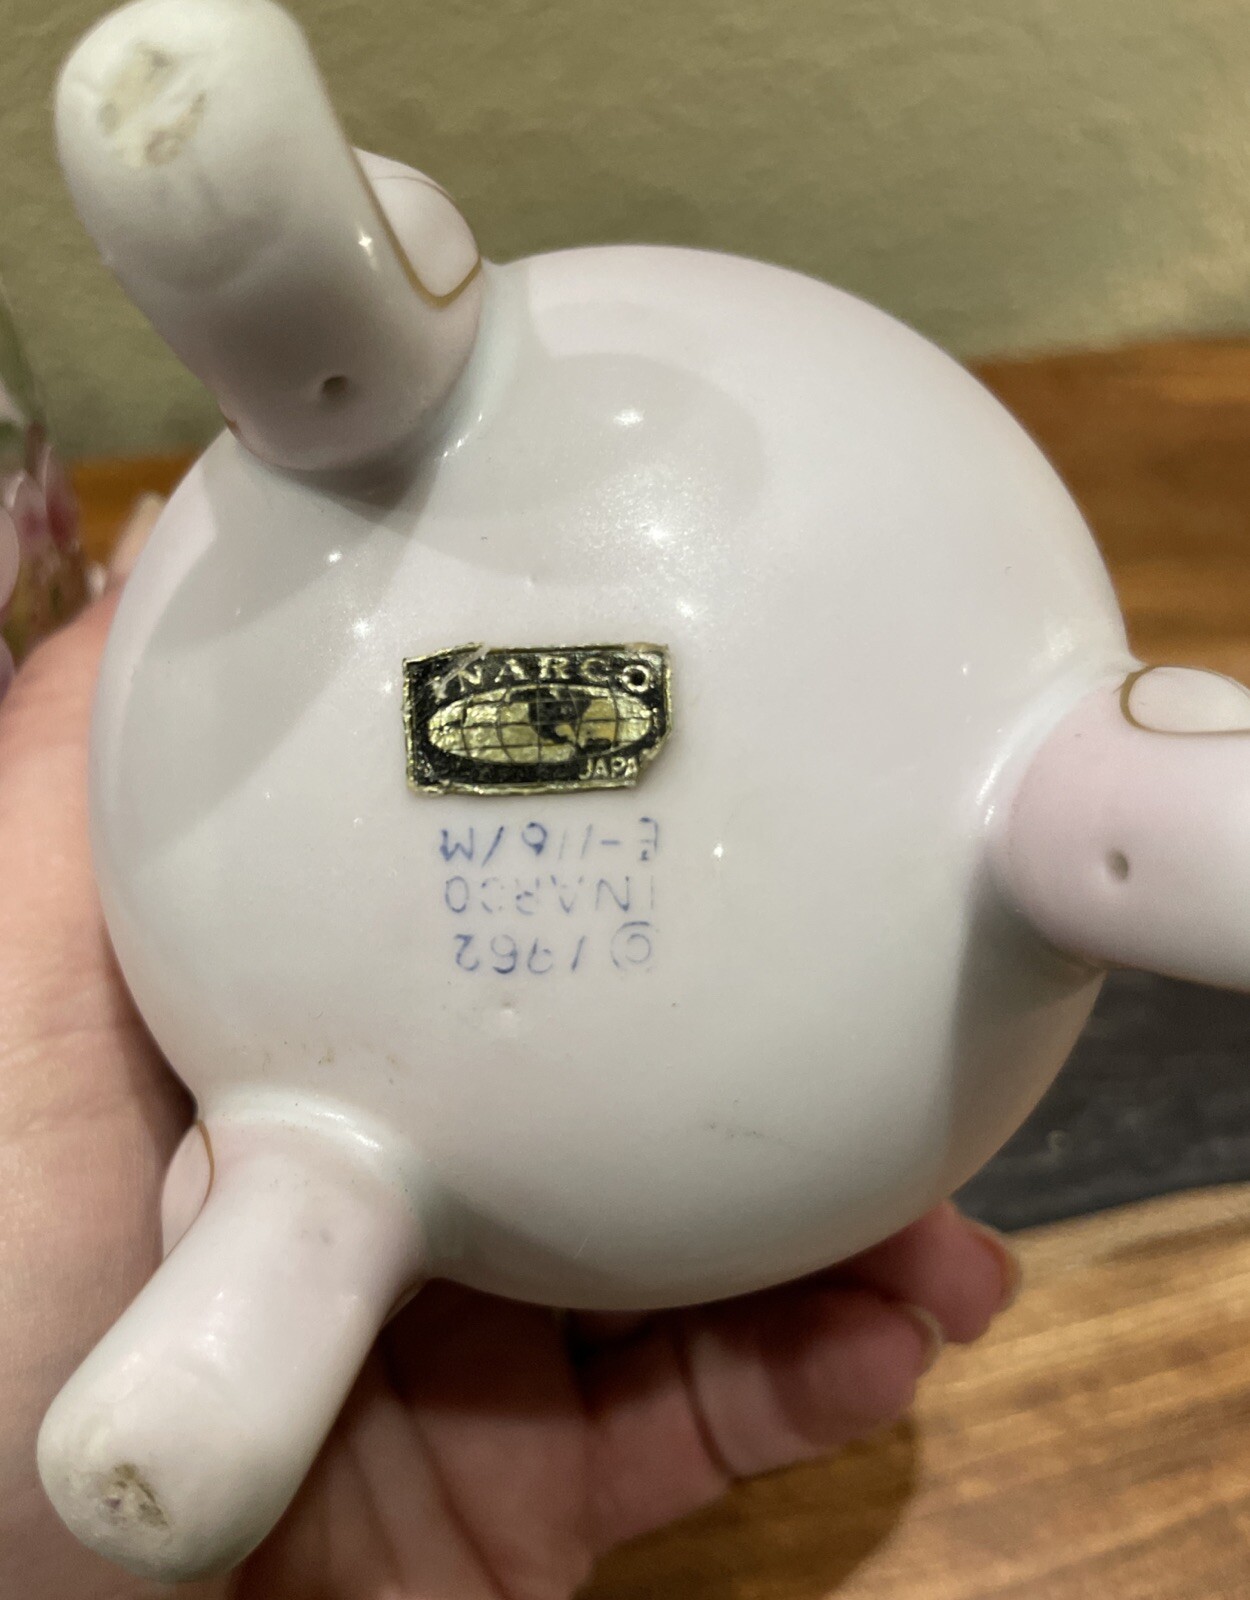 INARCO
JAPA
© 1962
INARCO
E-116/M